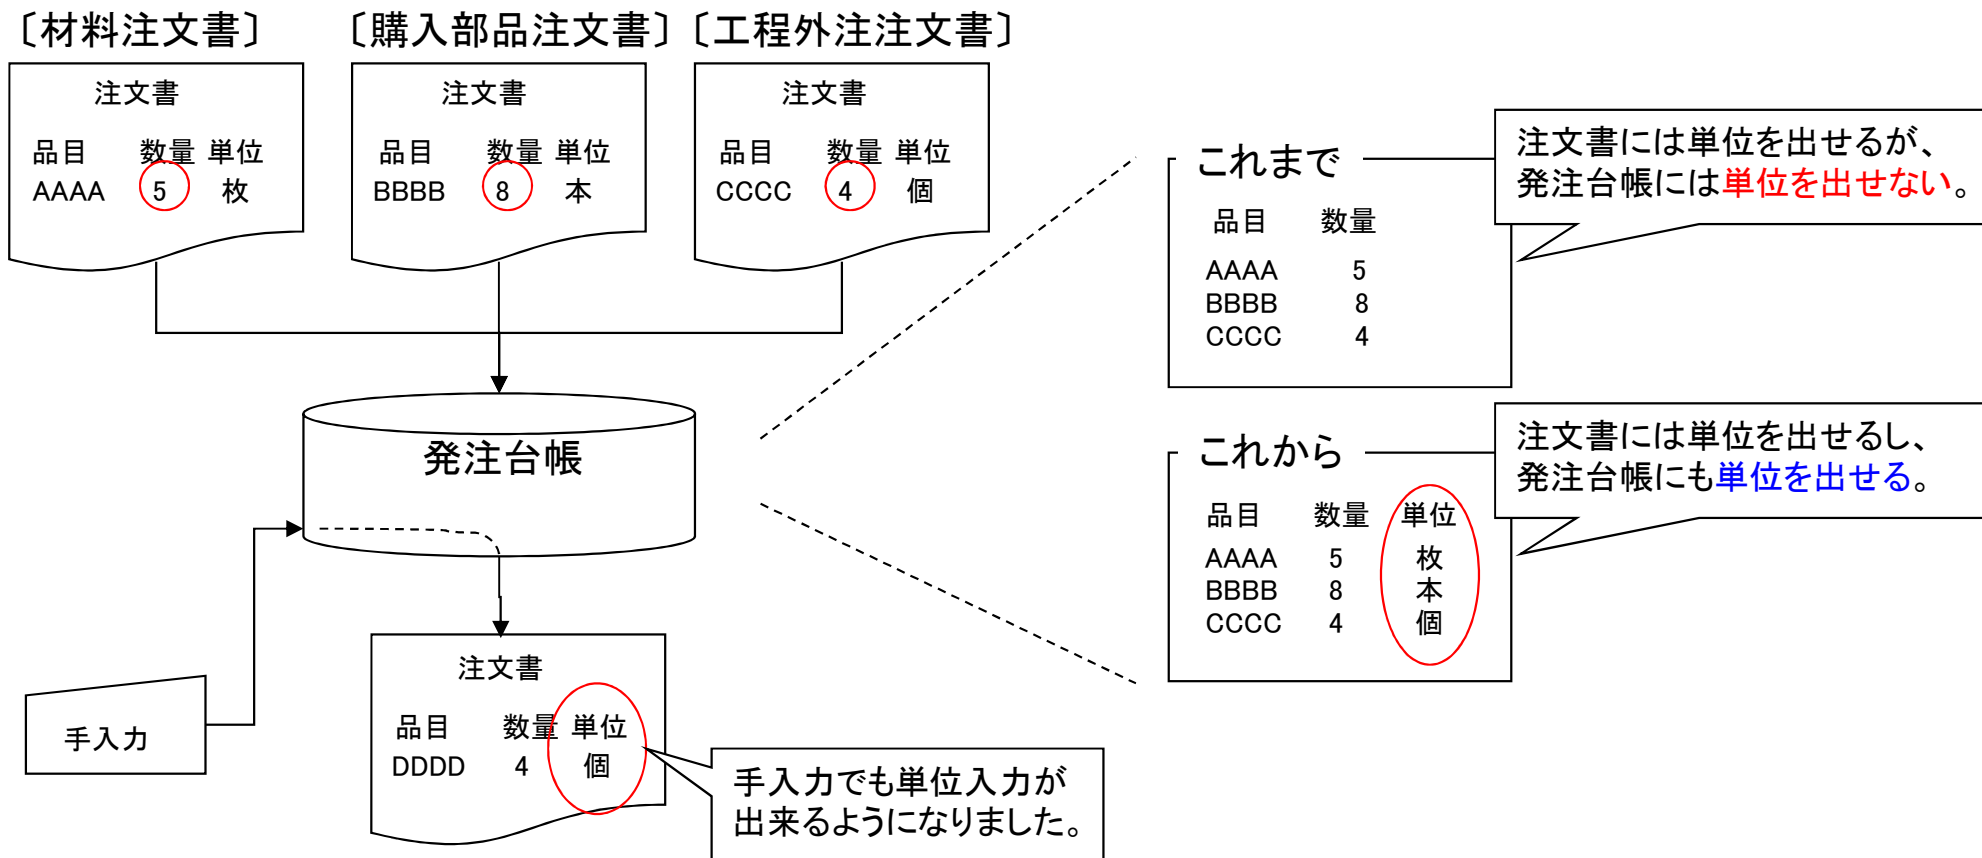 〔材料注文書〕
注文書
品目 数量 単位
AAAA 5 枚
〔購入部品注文書〕
注文書
品目 数量 単位
BBBB 8 本
〔工程外注注文書〕
注文書
品目 数量 単位
CCCC 4 個
発注台帳
手入力
注文書
品目 数量 単位
DDDD 4 個
手入力でも単位入力が
出来るようになりました。
これまで
品目 数量
AAAA 5
BBBB 8
CCCC 4
注文書には単位を出せるが、
発注台帳には単位を出せない。
これから
品目 数量 単位
AAAA 5 枚
BBBB 8 本
CCCC 4 個
注文書には単位を出せるし、
発注台帳にも単位を出せる。